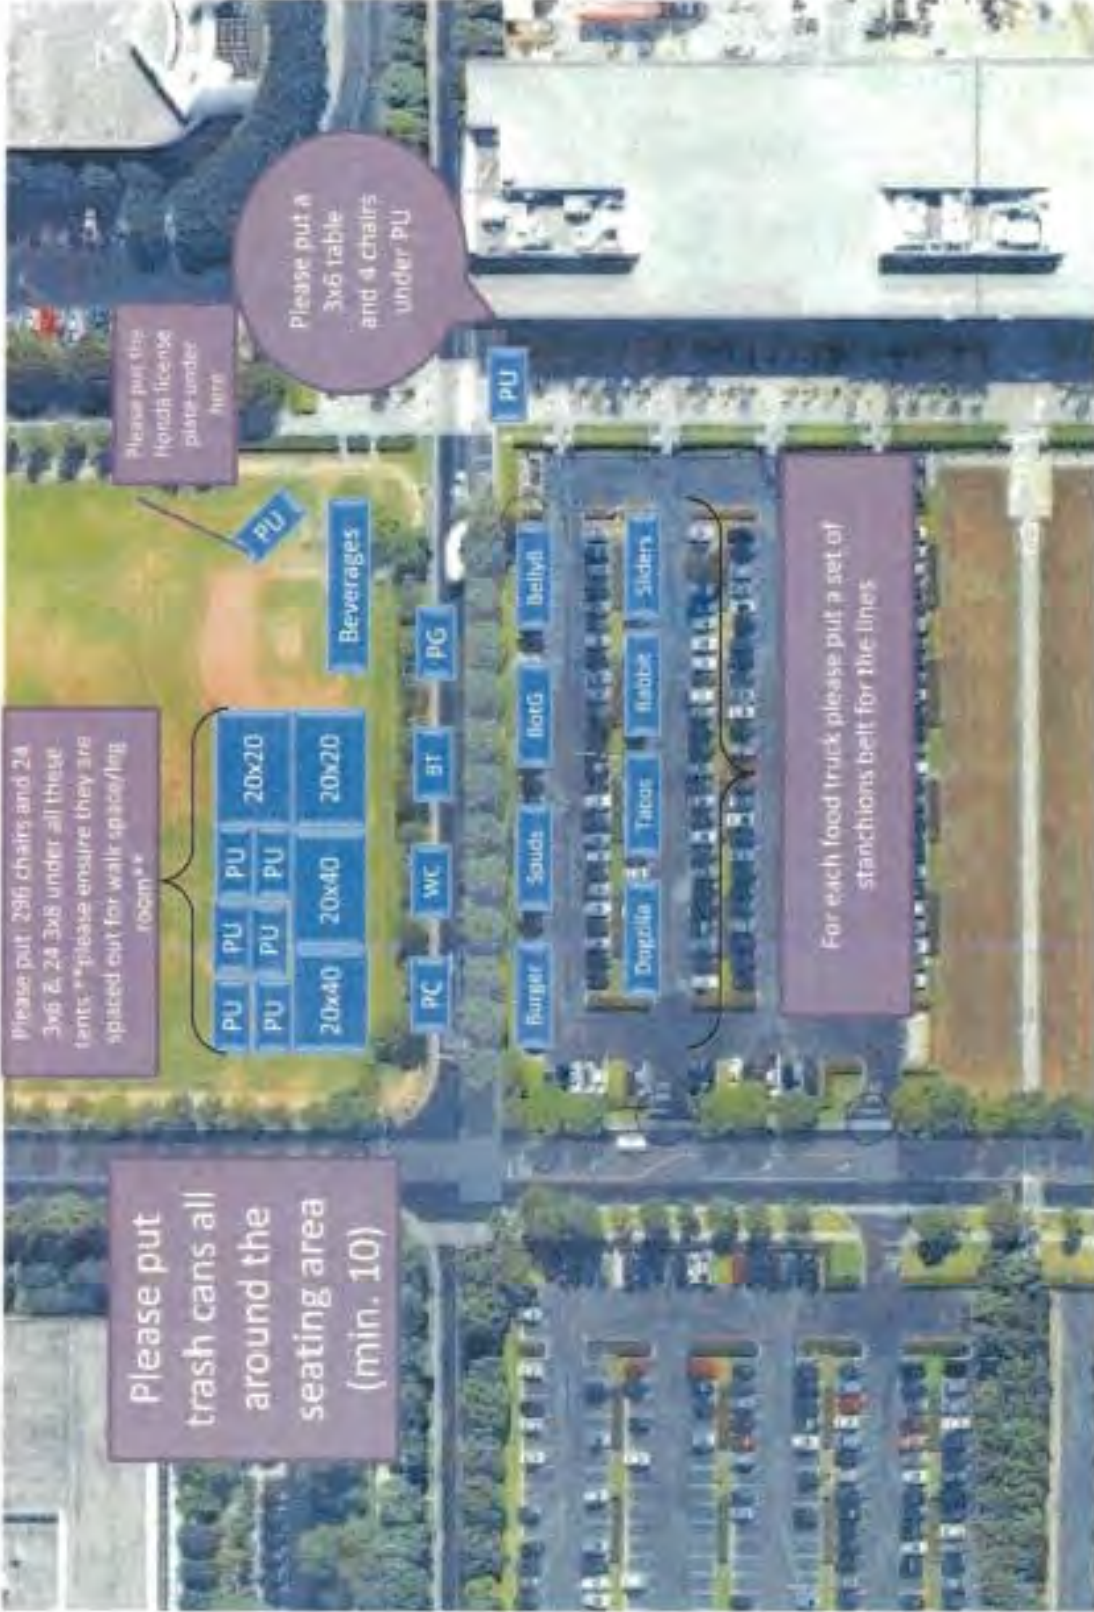 Please put
trash cans all
around the
seating area
(min. 10)
Please put 296 chairs and 24
3x6 & 24 3x8 under all these
tents **please ensure they are
spaced out for walk space/leg
room**
PU
PU
PU
20x20
PU
PU
PU
20x40
20x40
20x20
Please put the
Honda license
plate under
here
PU
Beverages
Please put a
3x6 table
and 4 chairs
under PU
PC
WC
BT
PG
PU
Burger
Spuds
BotG
BellyB
Dogzilla
Tacos
Rabbit
Sliders
For each food truck please put a set of
stanchions belt for the lines